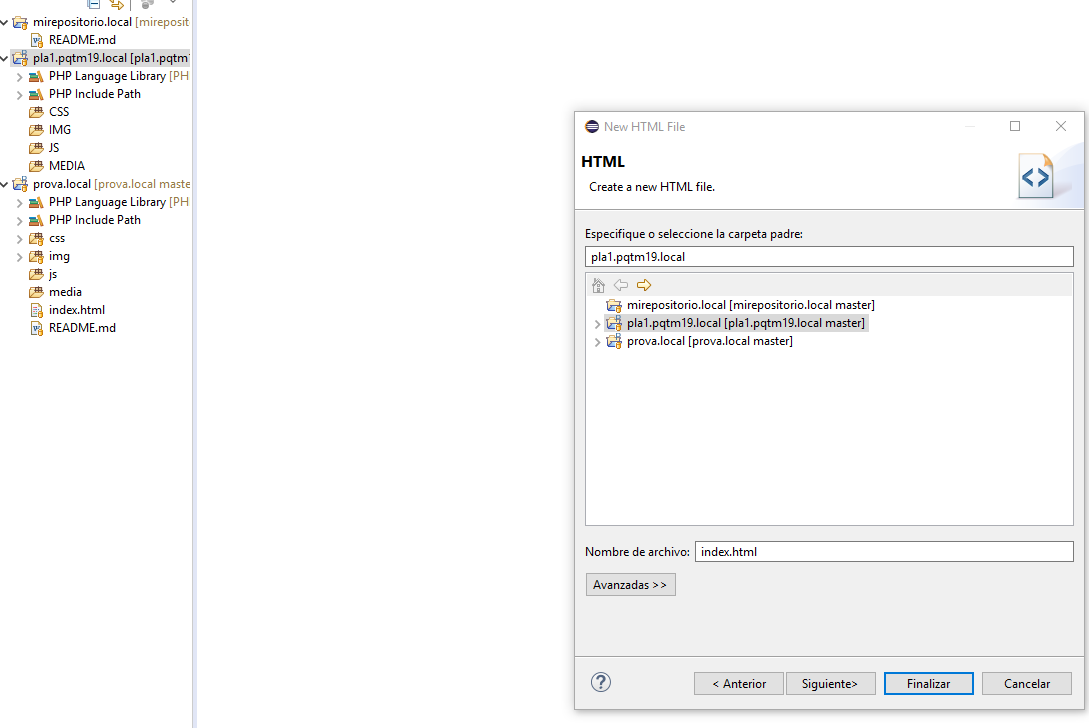 mirepositorio.local [mireposit
README.md
pla1.pqtm19.local [pla1.pqtm
PHP Language Library [PH
PHP Include Path
CSS
IMG
JS
MEDIA
prova.local [prova.local maste
PHP Language Library [PH
PHP Include Path
css
img
js
media
index.html
README.md
New HTML File
HTML
Create a new HTML file.
Especifique o seleccione la carpeta padre:
pla1.pqtm19.local
mirepositorio.local [mirepositorio.local master]
pla1.pqtm19.local [pla1.pqtm19.local master]
prova.local [prova.local master]
Nombre de archivo: index.html
Avanzadas >>
< Anterior Siguiente> Finalizar Cancelar